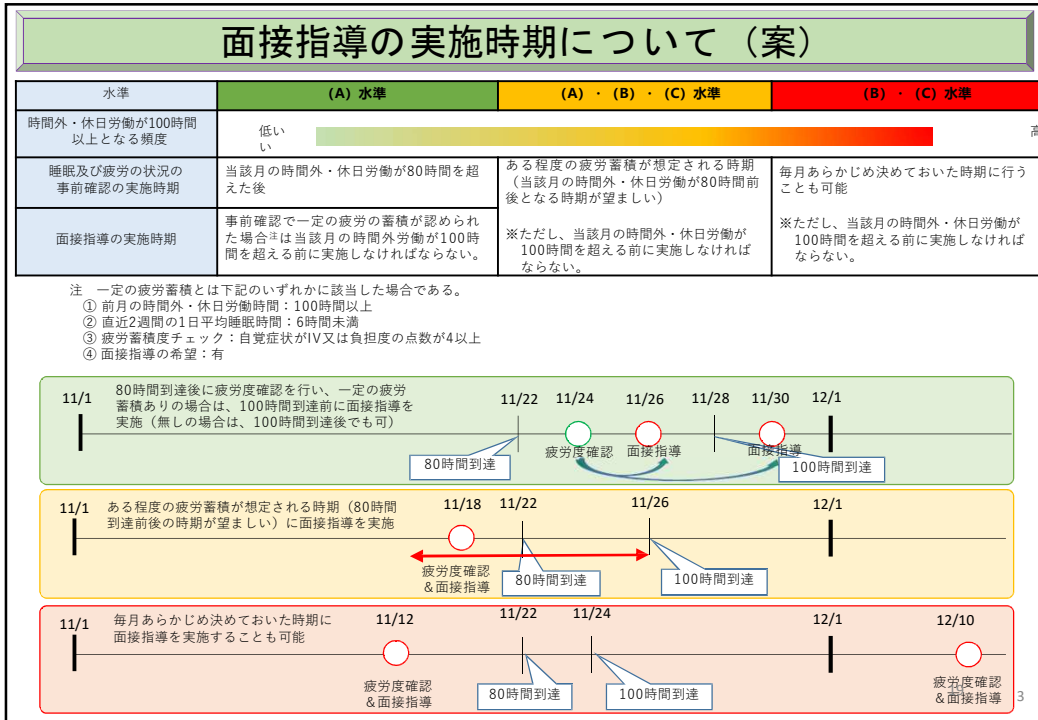 面接指導の実施時期について（案）
水準
(A) 水準
(A) ・ (B) ・ (C) 水準
(B) ・ (C) 水準
時間外・休日労働が100時間
以上となる頻度
低い
い
高
睡眠及び疲労の状況の
事前確認の実施時期
当該月の時間外・休日労働が80時間を超
えた後
ある程度の疲労蓄積が想定される時期
（当該月の時間外・休日労働が80時間前
後となる時期が望ましい）
※ただし、当該月の時間外・休日労働が
100時間を超える前に実施しなければ
ならない。
毎月あらかじめ決めておいた時期に行う
ことも可能
※ただし、当該月の時間外・休日労働が
100時間を超える前に実施しなければ
ならない。
面接指導の実施時期
事前確認で一定の疲労の蓄積が認められ
た場合注は当該月の時間外労働が100時
間を超える前に実施しなければならない。
注　一定の疲労蓄積とは下記のいずれかに該当した場合である。
① 前月の時間外・休日労働時間：100時間以上
② 直近2週間の1日平均睡眠時間：6時間未満
③ 疲労蓄積度チェック：自覚症状がIV又は負担度の点数が4以上
④ 面接指導の希望：有
11/1
80時間到達後に疲労度確認を行い、一定の疲労
蓄積ありの場合は、100時間到達前に面接指導を
実施（無しの場合は、100時間到達後でも可）
11/22
11/24
11/26
11/28
11/30
12/1
80時間到達
疲労度確認
面接指導
面接指導
100時間到達
11/1
ある程度の疲労蓄積が想定される時期（80時間
到達前後の時期が望ましい）に面接指導を実施
11/18
11/22
11/26
12/1
疲労度確認
＆面接指導
80時間到達
100時間到達
11/1
毎月あらかじめ決めておいた時期に
面接指導を実施することも可能
11/12
11/22
11/24
12/1
12/10
疲労度確認
＆面接指導
80時間到達
100時間到達
疲労度確認
＆面接指導
19
3